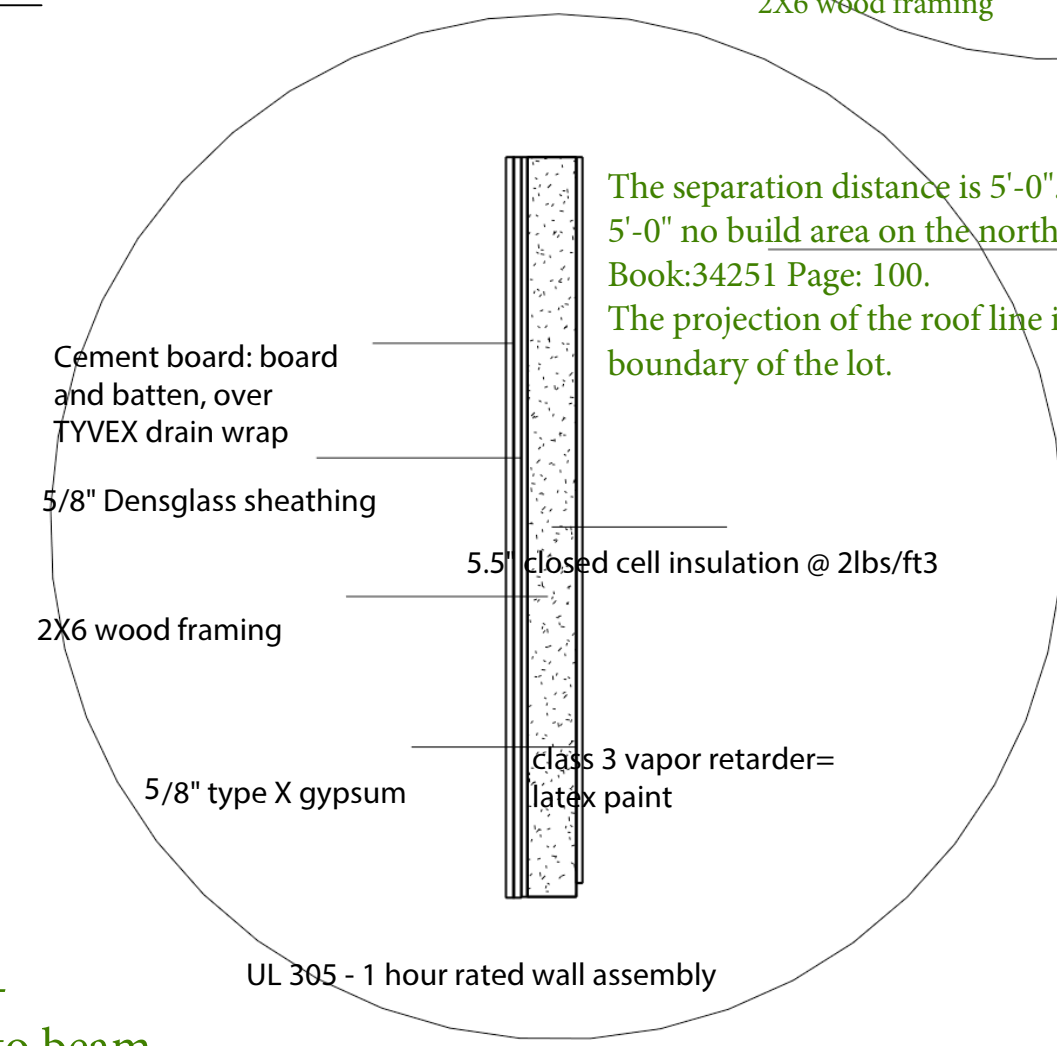 2X6 wood framing
The separation distance is 5'-0".
5'-0" no build area on the north
Book:34251 Page: 100.
The projection of the roof line i
boundary of the lot.
Cement board: board
and batten, over
TYVEX drain wrap
5/8" Densglass sheathing
5.5" closed cell insulation @ 2lbs/ft3
2X6 wood framing
class 3 vapor retarder=
latex paint
5/8" type X gypsum
UL 305 - 1 hour rated wall assembly
to beam